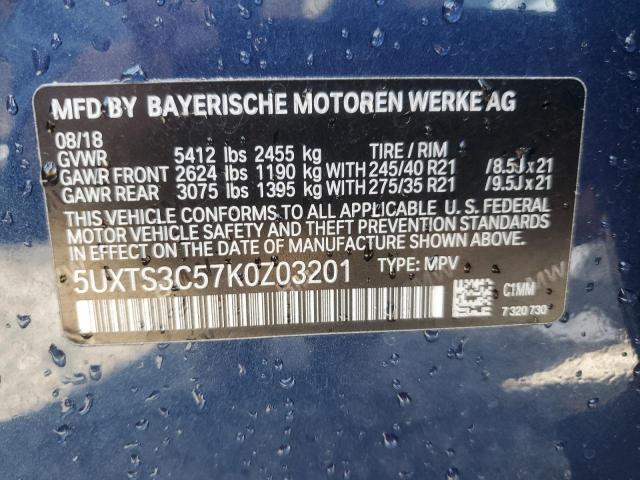 MFD BY BAYERISCHE MOTOREN WERKE AG
08/18
GVWR 5412 lbs 2455 kg TIRE / RIM
GAWR FRONT 2624 lbs 1190 kg WITH 245/40 R21 /8.5J x 21
GAWR REAR 3075 lbs 1395 kg WITH 275/35 R21 /9.5J x 21
THIS VEHICLE CONFORMS TO ALL APPLICABLE U. S. FEDERAL
MOTOR VEHICLE SAFETY AND THEFT PREVENTION STANDARDS
IN EFFECT ON THE DATE OF MANUFACTURE SHOWN ABOVE.
5UXTS3C57K0Z03201 TYPE: MPV
C1MM
7 320 730